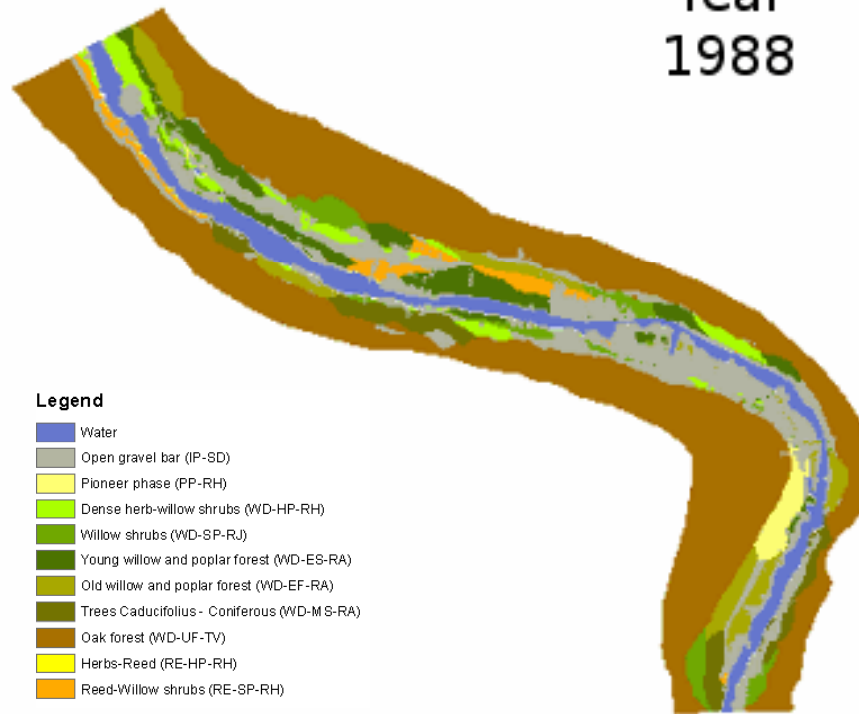 Year
1988
Legend
Water
Open gravel bar (IP-SD)
Pioneer phase (PP-RH)
Dense herb-willow shrubs (WD-HP-RH)
Willow shrubs (WD-SP-RJ)
Young willow and poplar forest (WD-ES-RA)
Old willow and poplar forest (WD-EF-RA)
Trees Caducifolius - Coniferous (WD-MS-RA)
Oak forest (WD-UF-TV)
Herbs-Reed (RE-HP-RH)
Reed-Willow shrubs (RE-SP-RH)